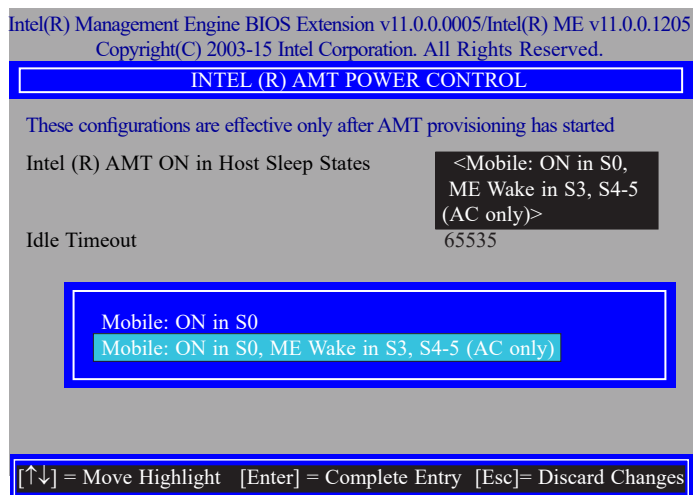 Intel(R) Management Engine BIOS Extension v11.0.0.0005/Intel(R) ME v11.0.0.1205
Copyright(C) 2003-15 Intel Corporation. All Rights Reserved.
INTEL (R) AMT POWER CONTROL
These configurations are effective only after AMT provisioning has started
Intel (R) AMT ON in Host Sleep States <Mobile: ON in S0,
ME Wake in S3, S4-5
(AC only)>
Idle Timeout 65535
Mobile: ON in S0
Mobile: ON in S0, ME Wake in S3, S4-5 (AC only)
[↑↓] = Move Highlight [Enter] = Complete Entry [Esc]= Discard Changes